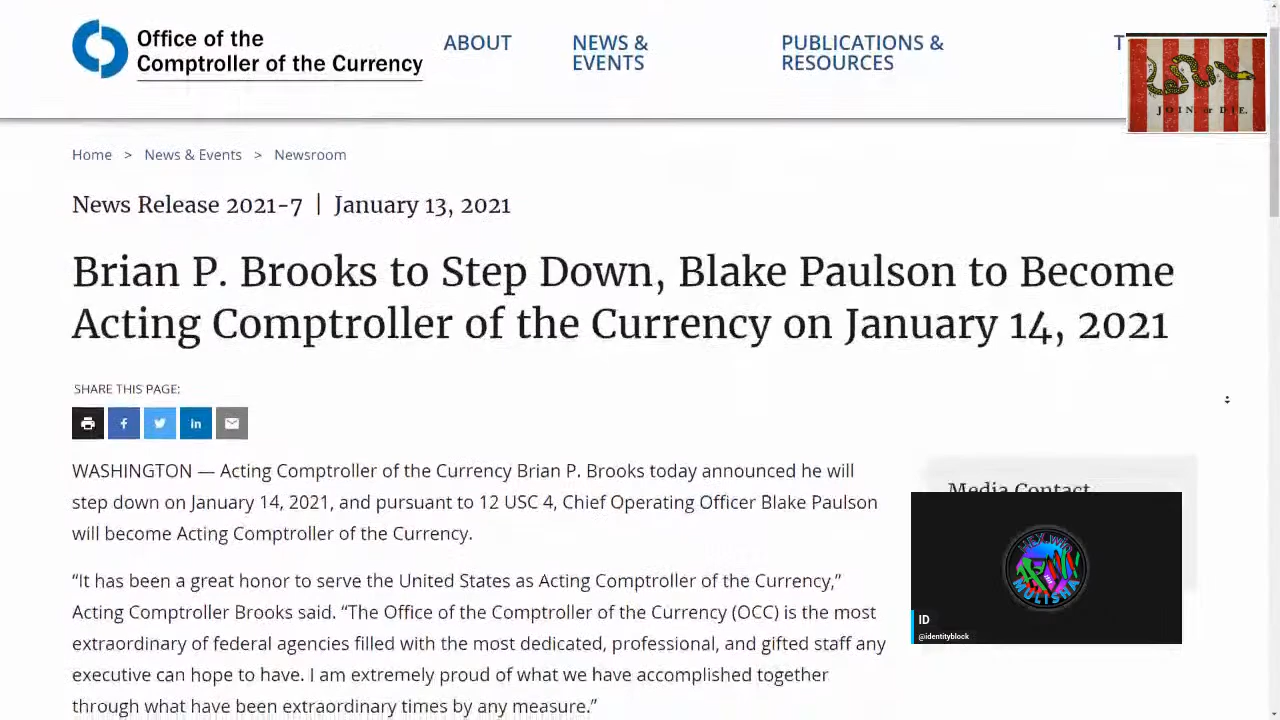 Office of the
Comptroller of the Currency
ABOUT
NEWS &
EVENTS
PUBLICATIONS &
RESOURCES
T
JOIN, or DIE.
Home > News & Events > Newsroom
News Release 2021-7 | January 13, 2021
Brian P. Brooks to Step Down, Blake Paulson to Become
Acting Comptroller of the Currency on January 14, 2021
SHARE THIS PAGE:
WASHINGTON — Acting Comptroller of the Currency Brian P. Brooks today announced he will
step down on January 14, 2021, and pursuant to 12 USC 4, Chief Operating Officer Blake Paulson
will become Acting Comptroller of the Currency.
“It has been a great honor to serve the United States as Acting Comptroller of the Currency,”
Acting Comptroller Brooks said. “The Office of the Comptroller of the Currency (OCC) is the most
extraordinary of federal agencies filled with the most dedicated, professional, and gifted staff any
executive can hope to have. I am extremely proud of what we have accomplished together
through what have been extraordinary times by any measure.”
Media Contact
HEX.WIN
MULISHA
ID
@identityblock